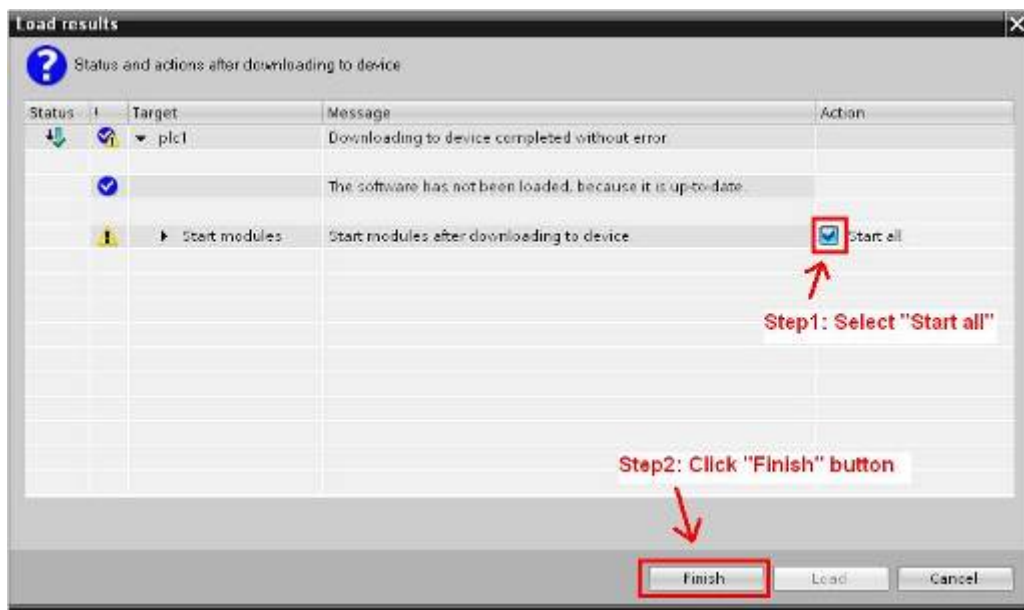 Load results
Status and actions after downloading to device
Status ! Target Message Action
plc1 Downloading to device completed without error
The software has not been loaded, because it is up-to-date.
Start modules Start modules after downloading to device Start all
Step1: Select "Start all"
Step2: Click "Finish" button
Finish Load Cancel